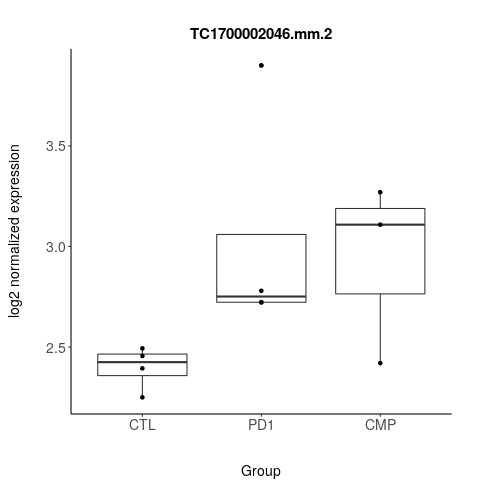 TC1700002046.mm.2
log2 normalized expression
3.5
3.0
2.5
CTL
PD1
CMP
Group